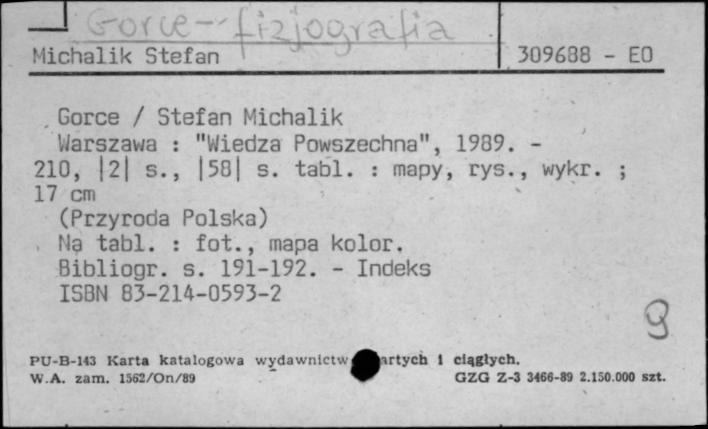 Gorce - fizjografia
Michalik Stefan 309688 - EO
Gorce / Stefan Michalik
Warszawa : "Wiedza Powszechna", 1989. -
210, |2| s., |58| s. tabl. : mapy, rys., wykr. ;
17 cm
(Przyroda Polska)
Na tabl. : fot., mapa kolor.
Bibliogr. s. 191-192. - Indeks
ISBN 83-214-0593-2
9
PU-B-143 Karta katalogowa wydawnictw artych i ciągłych.
W.A. zam. 1562/On/89 GZG Z-3 3466-89 2.150.000 szt.